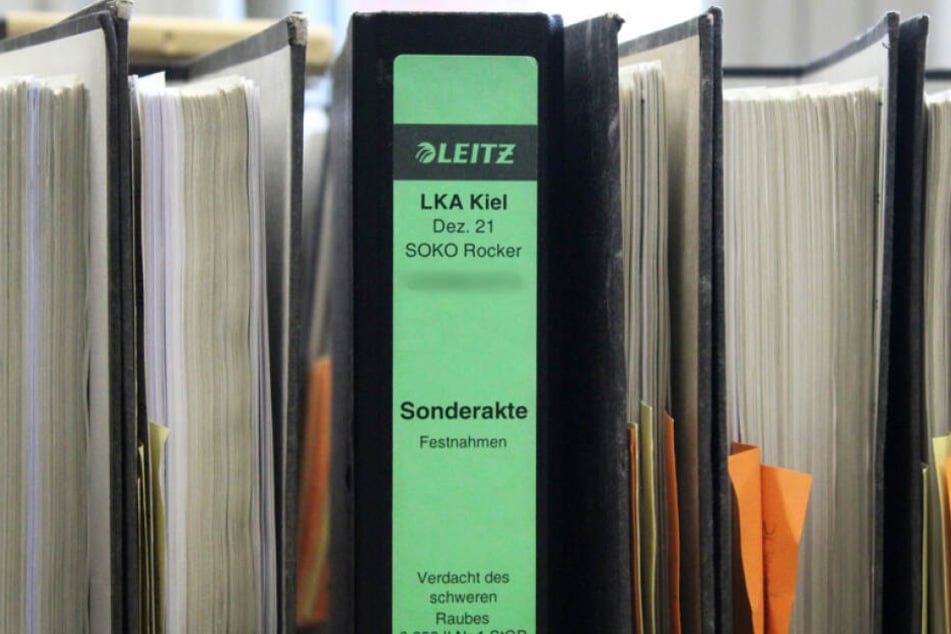 LEITZ
LKA Kiel
Dez. 21
SOKO Rocker
Sonderakte
Festnahmen
Verdacht des
schweren
Raubes